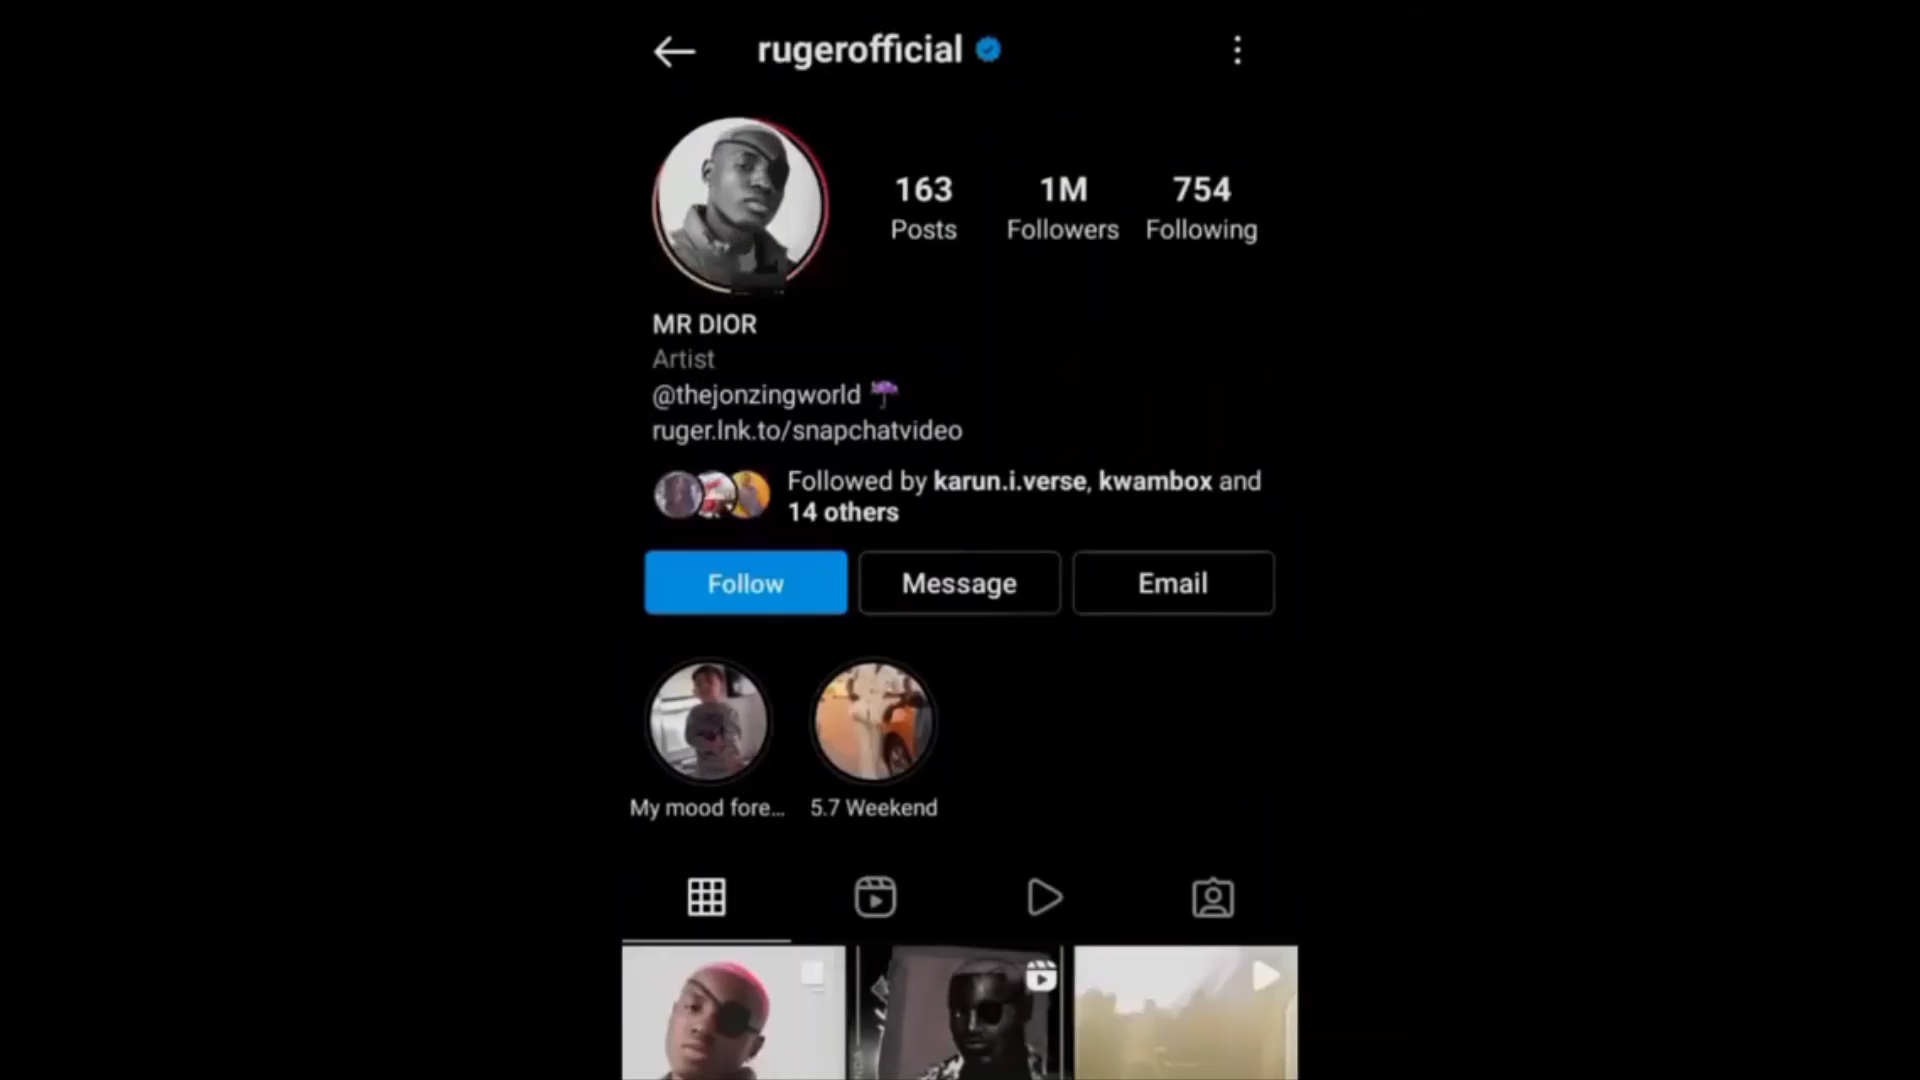 rugerofficial
163 1M 754
Posts Followers Following
MR DIOR
Artist
@thejonzingworld
ruger.lnk.to/snapchatvideo
Followed by karun.i.verse, kwambox and
14 others
Follow Message Email
My mood fore... 5.7 Weekend